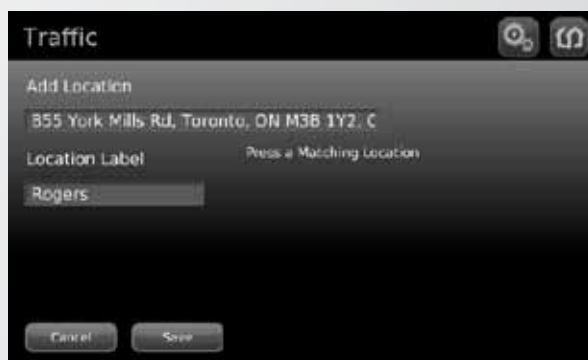 Traffic
Add Location
855 York Mills Rd, Toronto, ON M3B 1Y2, C
Location Label
Press a Matching Location
Rogers
Cancel
Save